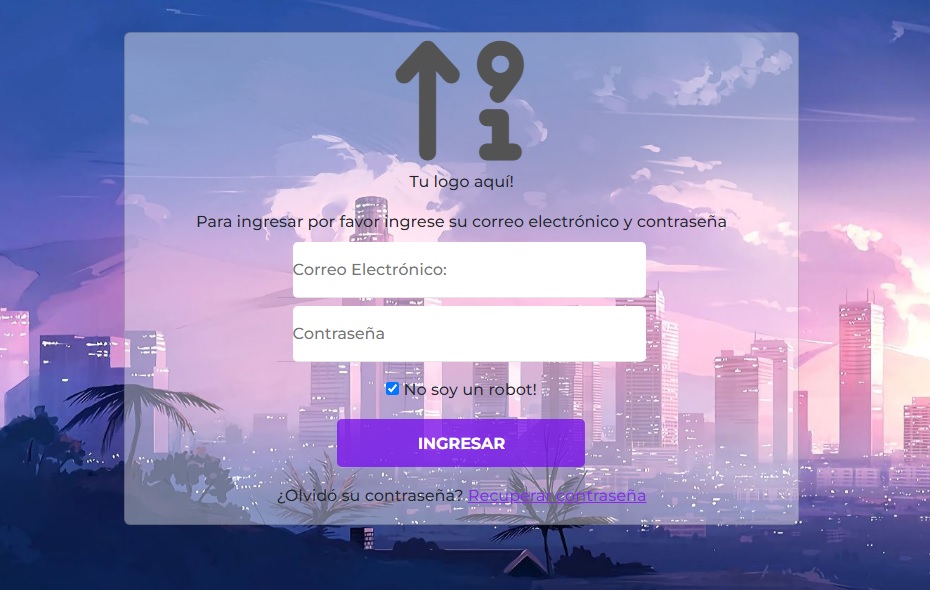 Tu logo aquí!
Para ingresar por favor ingrese su correo electrónico y contraseña
Correo Electrónico:
Contraseña
No soy un robot!
INGRESAR
¿Olvidó su contraseña? Recuperar contraseña